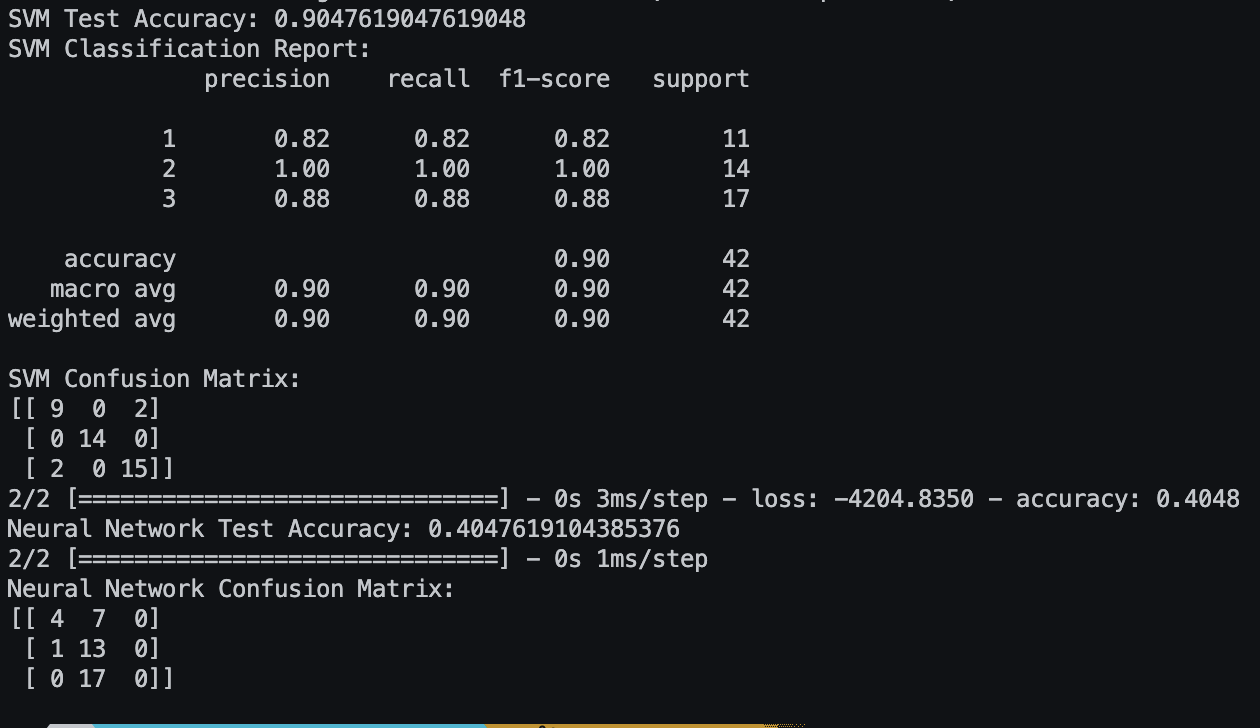 SVM Test Accuracy: 0.9047619047619048
SVM Classification Report:
              precision    recall  f1-score   support

           1       0.82      0.82      0.82        11
           2       1.00      1.00      1.00        14
           3       0.88      0.88      0.88        17

    accuracy                           0.90        42
   macro avg       0.90      0.90      0.90        42
weighted avg       0.90      0.90      0.90        42

SVM Confusion Matrix:
[[ 9  0  2]
 [ 0 14  0]
 [ 2  0 15]]
2/2 [==============================] - 0s 3ms/step - loss: -4204.8350 - accuracy: 0.4048
Neural Network Test Accuracy: 0.4047619104385376
2/2 [==============================] - 0s 1ms/step
Neural Network Confusion Matrix:
[[ 4  7  0]
 [ 1 13  0]
 [ 0 17  0]]